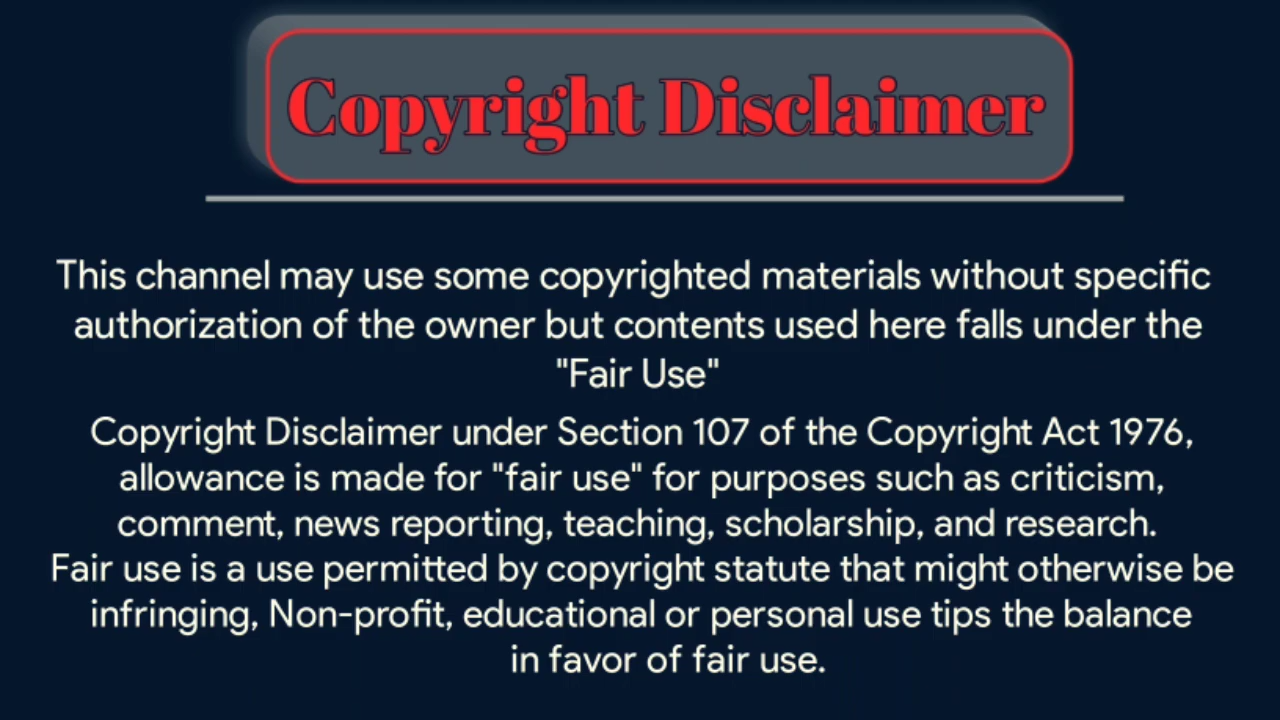 Copyright Disclaimer
This channel may use some copyrighted materials without specific
authorization of the owner but contents used here falls under the
"Fair Use"
Copyright Disclaimer under Section 107 of the Copyright Act 1976,
allowance is made for "fair use" for purposes such as criticism,
comment, news reporting, teaching, scholarship, and research.
Fair use is a use permitted by copyright statute that might otherwise be
infringing, Non-profit, educational or personal use tips the balance
in favor of fair use.